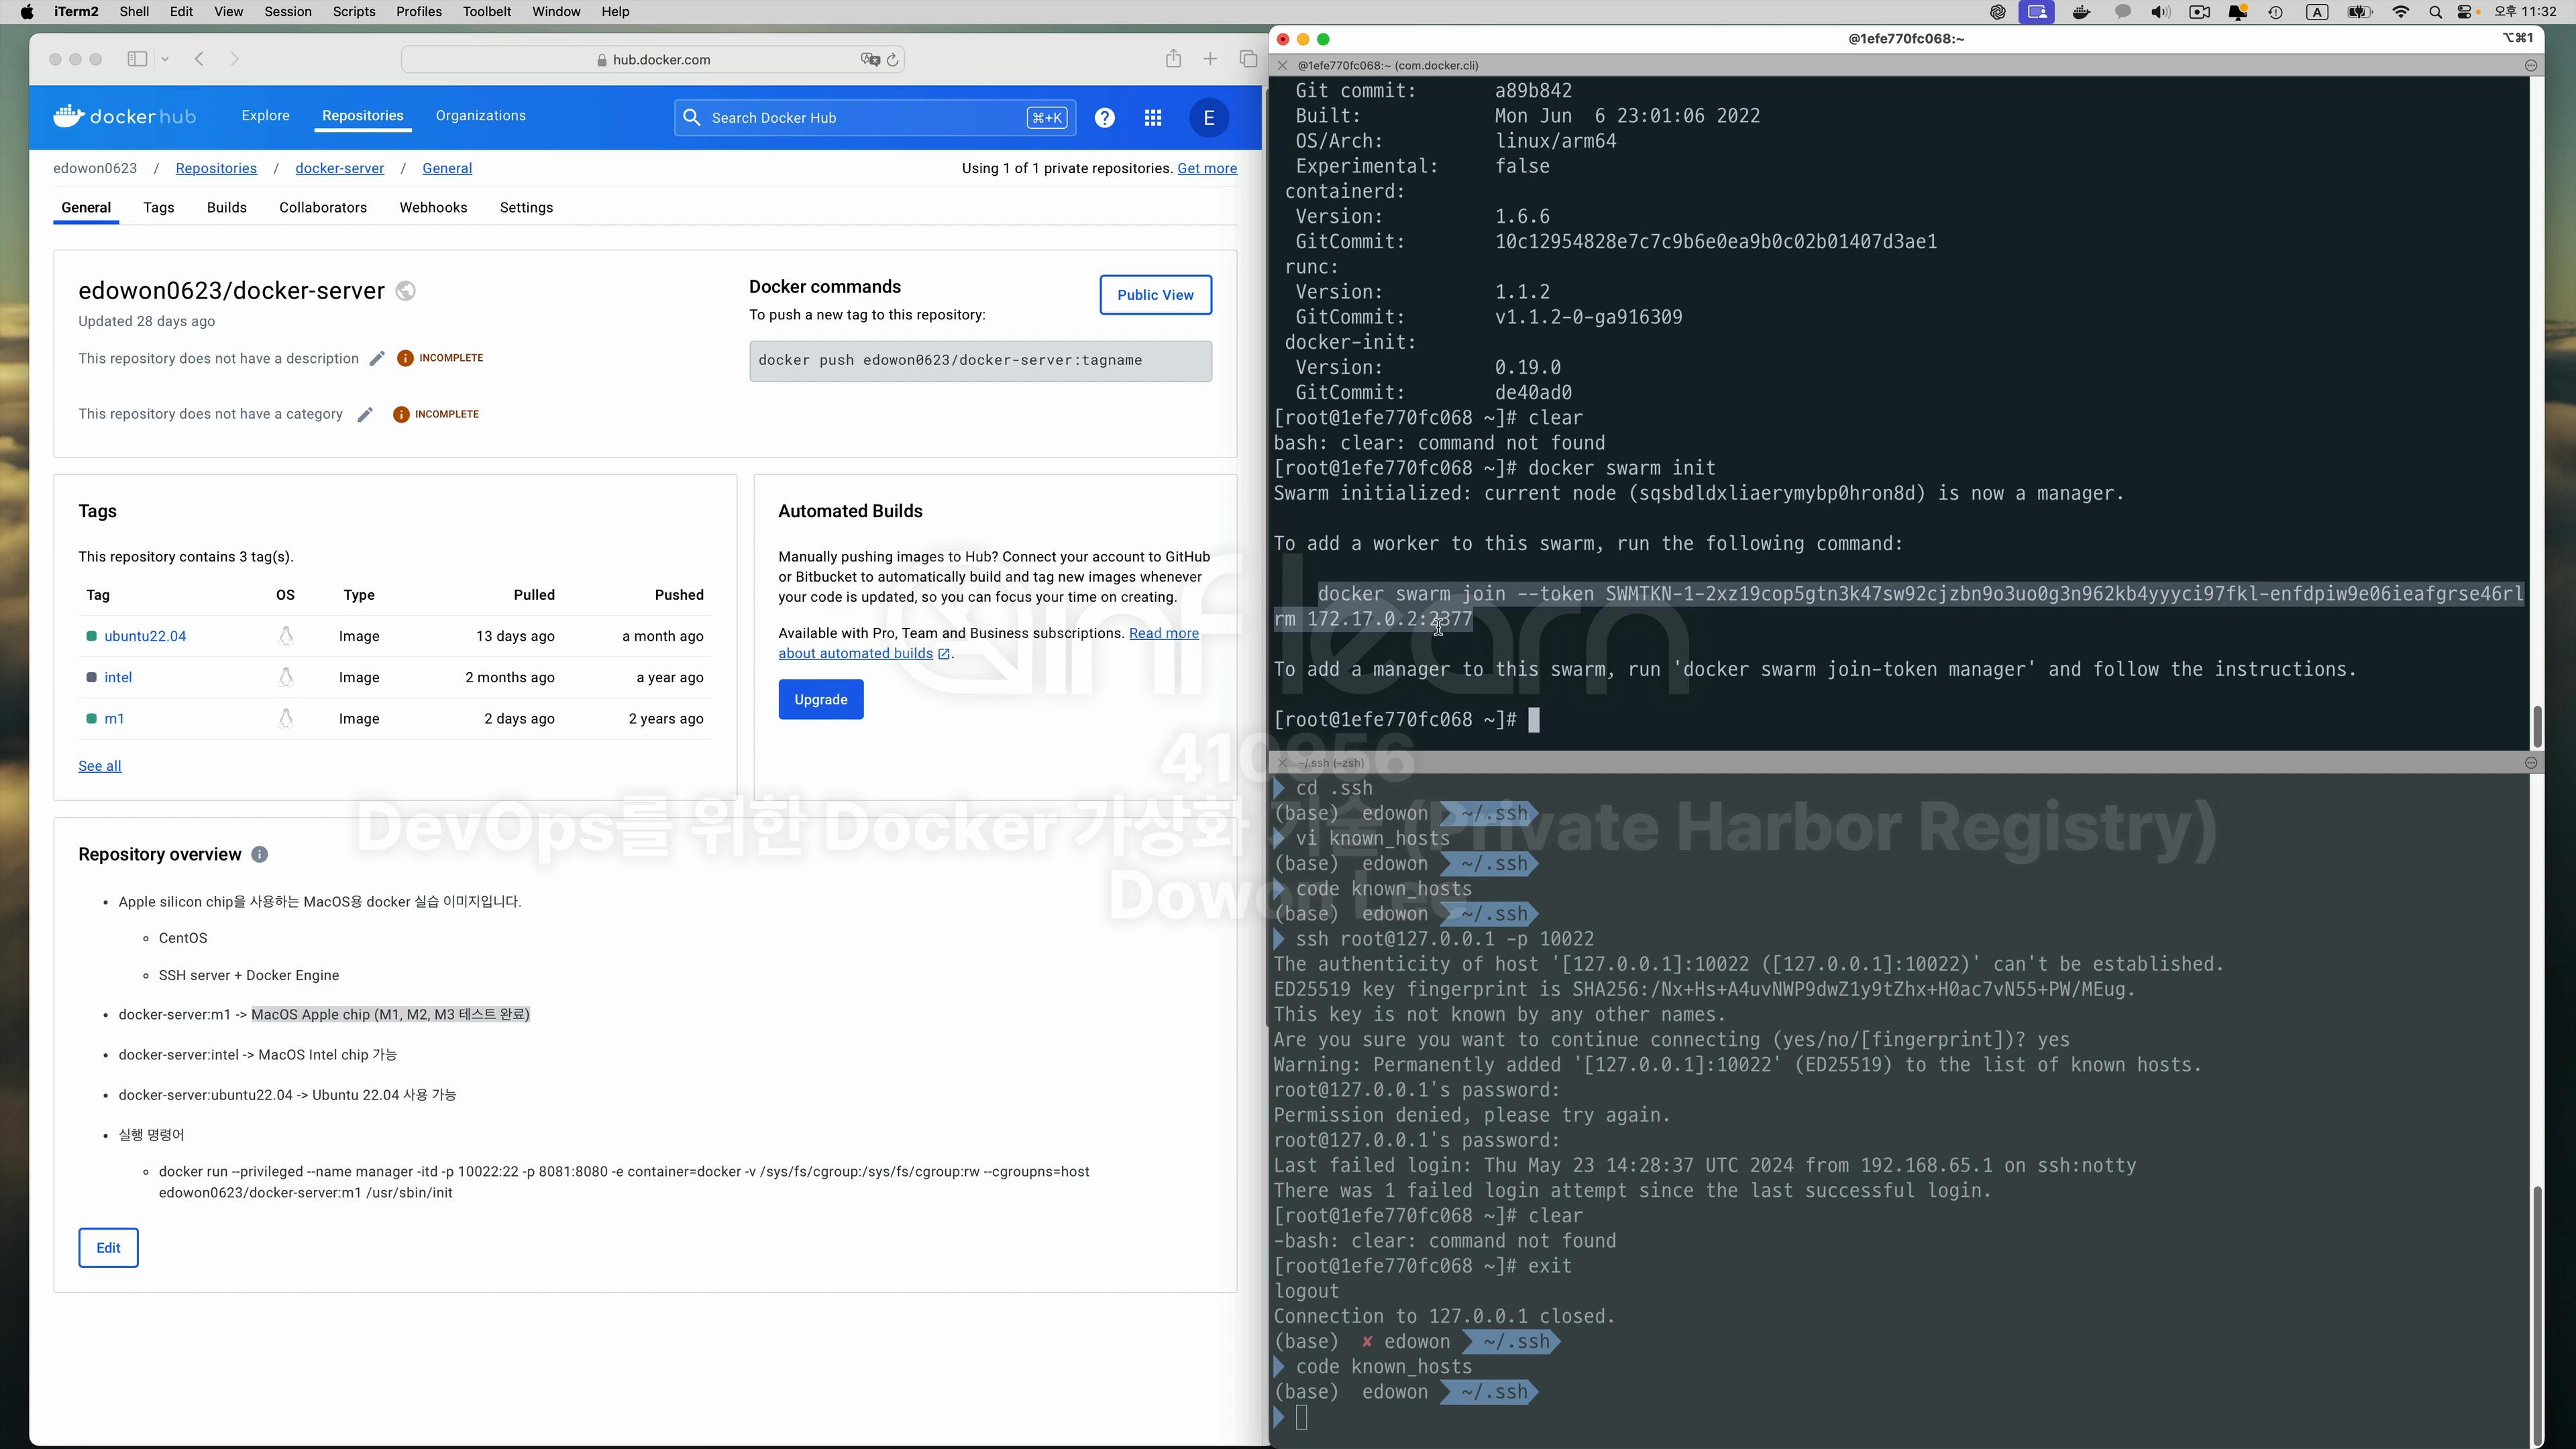 iTerm2 Shell Edit View Session Scripts Profiles Toolbelt Window Help
A 오후 11:32
hub.docker.com
docker hub Explore Repositories Organizations Search Docker Hub ⌘+K ? E
edowon0623 / Repositories / docker-server / General
Using 1 of 1 private repositories. Get more
General Tags Builds Collaborators Webhooks Settings
edowon0623/docker-server
Updated 28 days ago
This repository does not have a description INCOMPLETE
This repository does not have a category INCOMPLETE
Docker commands
Public View
To push a new tag to this repository:
docker push edowon0623/docker-server:tagname
Tags
This repository contains 3 tag(s).
Tag OS Type Pulled Pushed
ubuntu22.04 Image 13 days ago a month ago
intel Image 2 months ago a year ago
m1 Image 2 days ago 2 years ago
See all
Automated Builds
Manually pushing images to Hub? Connect your account to GitHub
or Bitbucket to automatically build and tag new images whenever
your code is updated, so you can focus your time on creating.
Available with Pro, Team and Business subscriptions. Read more
about automated builds .
Upgrade
Repository overview
• Apple silicon chip을 사용하는 MacOS용 docker 실습 이미지입니다.
◦ CentOS
◦ SSH server + Docker Engine
• docker-server:m1 -> MacOS Apple chip (M1, M2, M3 테스트 완료)
• docker-server:intel -> MacOS Intel chip 가능
• docker-server:ubuntu22.04 -> Ubuntu 22.04 사용 가능
• 실행 명령어
◦ docker run --privileged --name manager -itd -p 10022:22 -p 8081:8080 -e container=docker -v /sys/fs/cgroup:/sys/fs/cgroup:rw --cgroupns=host
edowon0623/docker-server:m1 /usr/sbin/init
Edit
@1efe770fc068:~ ⌥⌘1
@1efe770fc068:~ (com.docker.cli)
Git commit: a89b842
Built: Mon Jun  6 23:01:06 2022
OS/Arch: linux/arm64
Experimental: false
containerd:
Version: 1.6.6
GitCommit: 10c12954828e7c7c9b6e0ea9b0c02b01407d3ae1
runc:
Version: 1.1.2
GitCommit: v1.1.2-0-ga916309
docker-init:
Version: 0.19.0
GitCommit: de40ad0
[root@1efe770fc068 ~]# clear
bash: clear: command not found
[root@1efe770fc068 ~]# docker swarm init
Swarm initialized: current node (sqsbdldxliaerymybp0hron8d) is now a manager.
To add a worker to this swarm, run the following command:
docker swarm join --token SWMTKN-1-2xz19cop5gtn3k47sw92cjzbn9o3uo0g3n962kb4yyyci97fkl-enfdpiw9e06ieafgrse46rl
rm 172.17.0.2:2377
To add a manager to this swarm, run 'docker swarm join-token manager' and follow the instructions.
[root@1efe770fc068 ~]#
~/.ssh (-zsh)
cd .ssh
(base) edowon ~/.ssh
vi known_hosts
(base) edowon ~/.ssh
code known_hosts
(base) edowon ~/.ssh
ssh root@127.0.0.1 -p 10022
The authenticity of host '[127.0.0.1]:10022 ([127.0.0.1]:10022)' can't be established.
ED25519 key fingerprint is SHA256:/Nx+Hs+A4uvNWP9dwZ1y9tZhx+H0ac7vN55+PW/MEug.
This key is not known by any other names.
Are you sure you want to continue connecting (yes/no/[fingerprint])? yes
Warning: Permanently added '[127.0.0.1]:10022' (ED25519) to the list of known hosts.
root@127.0.0.1's password:
Permission denied, please try again.
root@127.0.0.1's password:
Last failed login: Thu May 23 14:28:37 UTC 2024 from 192.168.65.1 on ssh:notty
There was 1 failed login attempt since the last successful login.
[root@1efe770fc068 ~]# clear
-bash: clear: command not found
[root@1efe770fc068 ~]# exit
logout
Connection to 127.0.0.1 closed.
(base) ✘ edowon ~/.ssh
code known_hosts
(base) edowon ~/.ssh
inflearn
410956
DevOps를 위한 Docker 가상화 기술(Private Harbor Registry)
Dowon Lee